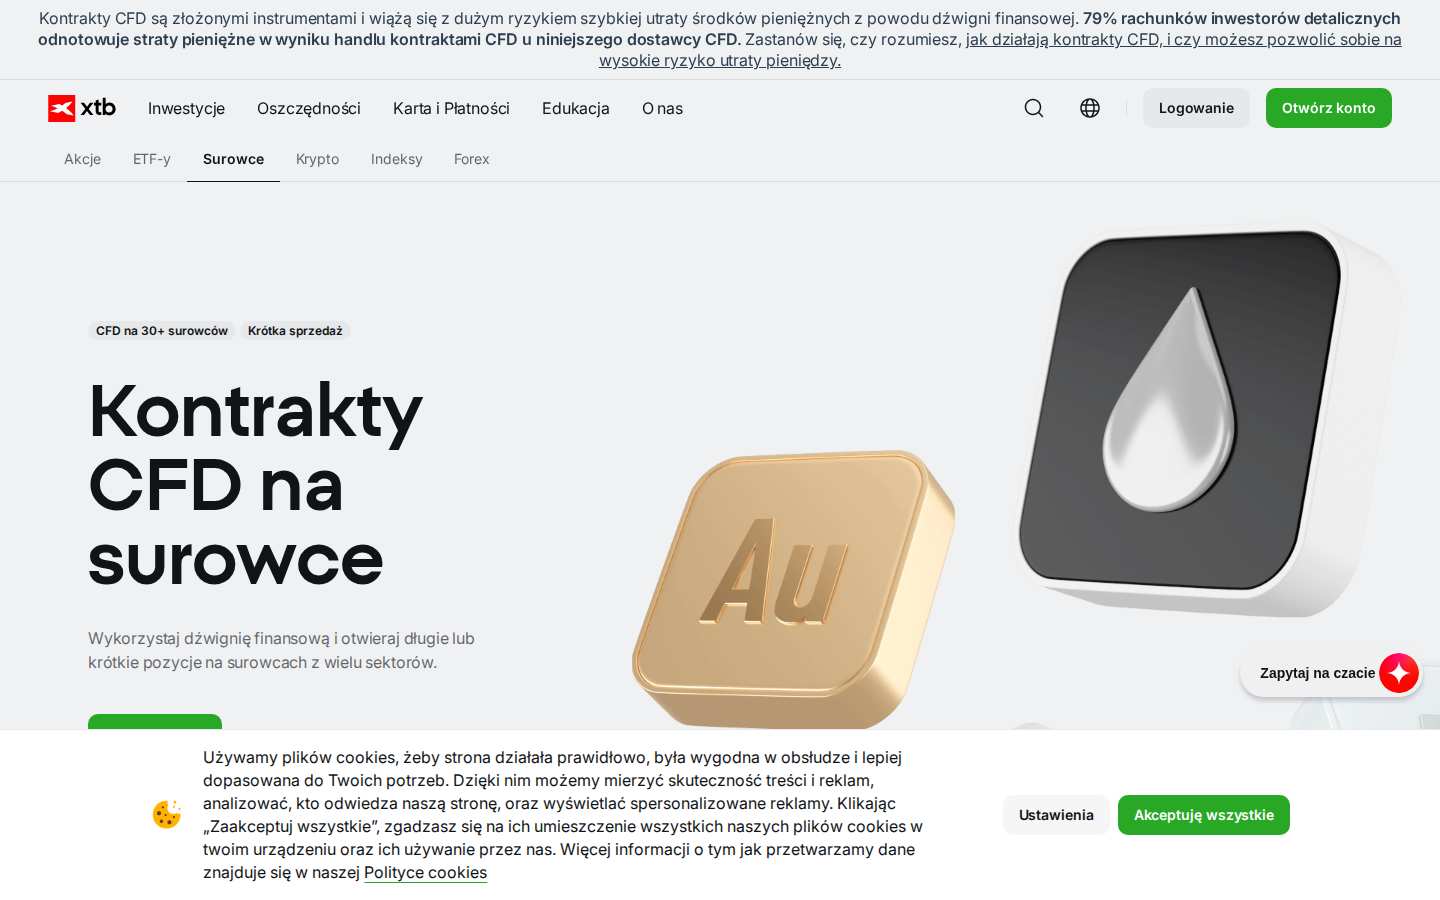 Kontrakty CFD są złożonymi instrumentami i wiążą się z dużym ryzykiem szybkiej utraty środków pieniężnych z powodu dźwigni finansowej. 79% rachunków inwestorów detalicznych
odnotowuje straty pieniężne w wyniku handlu kontraktami CFD u niniejszego dostawcy CFD. Zastanów się, czy rozumiesz, jak działają kontrakty CFD, i czy możesz pozwolić sobie na
wysokie ryzyko utraty pieniędzy.
xtb Inwestycje Oszczędności Karta i Płatności Edukacja O nas Logowanie Otwórz konto
Akcje ETF-y Surowce Krypto Indeksy Forex
CFD na 30+ surowców Krótka sprzedaż
Kontrakty
CFD na
surowce
Wykorzystaj dźwignię finansową i otwieraj długie lub
krótkie pozycje na surowcach z wielu sektorów.
Au
Zapytaj na czacie
Używamy plików cookies, żeby strona działała prawidłowo, była wygodna w obsłudze i lepiej
dopasowana do Twoich potrzeb. Dzięki nim możemy mierzyć skuteczność treści i reklam,
analizować, kto odwiedza naszą stronę, oraz wyświetlać spersonalizowane reklamy. Klikając
„Zaakceptuj wszystkie”, zgadzasz się na ich umieszczenie wszystkich naszych plików cookies w
twoim urządzeniu oraz ich używanie przez nas. Więcej informacji o tym jak przetwarzamy dane
znajduje się w naszej Polityce cookies
Ustawienia Akceptuję wszystkie